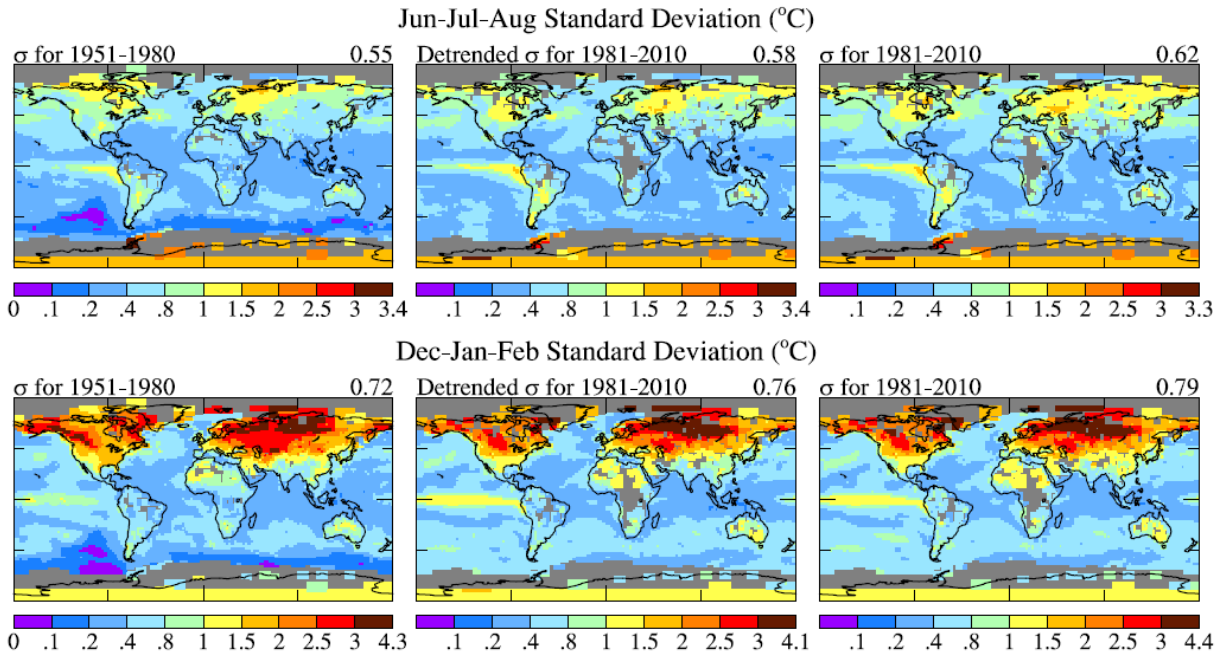 Jun-Jul-Aug Standard Deviation (°C)
σ for 1951-1980 0.55
Detrended σ for 1981-2010 0.58
σ for 1981-2010 0.62
0 .1 .2 .4 .8 1 1.5 2 2.5 3 3.4
.1 .2 .4 .8 1 1.5 2 2.5 3 3.4
.1 .2 .4 .8 1 1.5 2 2.5 3 3.3
Dec-Jan-Feb Standard Deviation (°C)
σ for 1951-1980 0.72
Detrended σ for 1981-2010 0.76
σ for 1981-2010 0.79
0 .1 .2 .4 .8 1 1.5 2 2.5 3 4.3
.1 .2 .4 .8 1 1.5 2 2.5 3 4.1
.1 .2 .4 .8 1 1.5 2 2.5 3 4.4